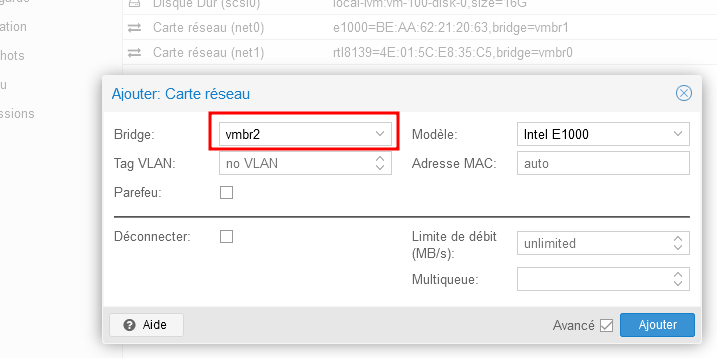 Disque Dur (scsi0) local-lvm:vm-100-disk-0,size=16G
ation Carte réseau (net0) e1000=BE:AA:62:21:20:63,bridge=vmbr1
hots Carte réseau (net1) rtl8139=4E:01:5C:E8:35:C5,bridge=vmbr0
u
ssions
Ajouter: Carte réseau
Bridge: vmbr2 Modèle: Intel E1000
Tag VLAN: no VLAN Adresse MAC: auto
Parefeu:
Déconnecter: Limite de débit
(MB/s): unlimited
Multiqueue:
Aide Avancé Ajouter